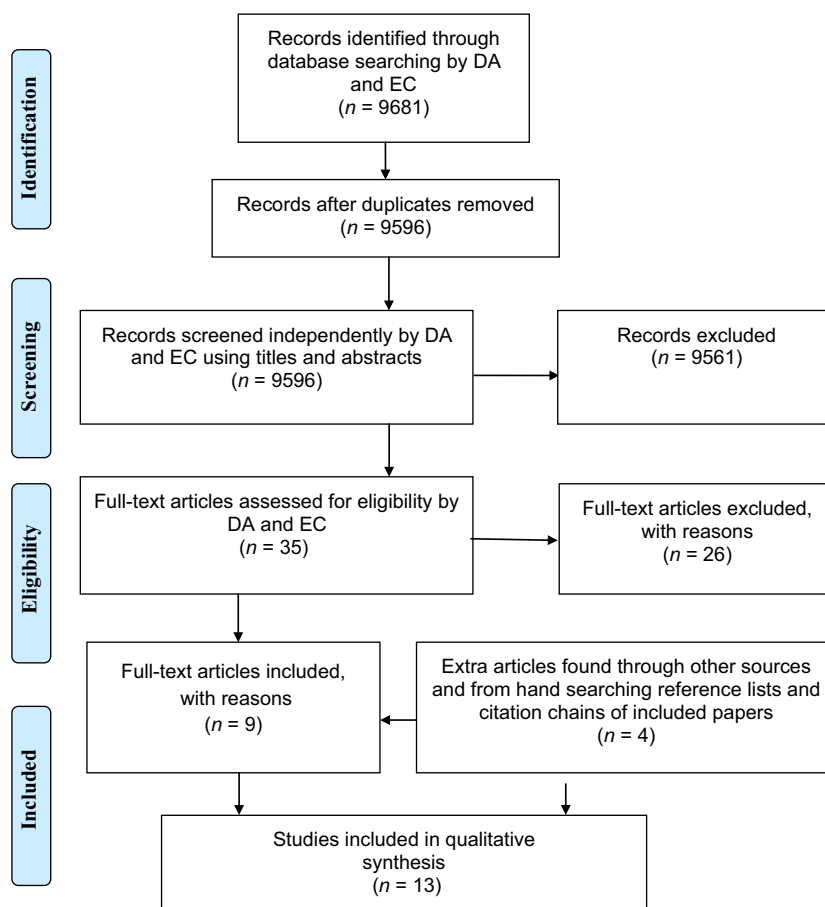 Identification
Records identified through
database searching by DA
and EC
(n = 9681)
Records after duplicates removed
(n = 9596)
Screening
Records screened independently by DA
and EC using titles and abstracts
(n = 9596)
Records excluded
(n = 9561)
Eligibility
Full-text articles assessed for eligibility by
DA and EC
(n = 35)
Full-text articles excluded,
with reasons
(n = 26)
Full-text articles included,
with reasons
(n = 9)
Extra articles found through other sources
and from hand searching reference lists and
citation chains of included papers
(n = 4)
Included
Studies included in qualitative
synthesis
(n = 13)